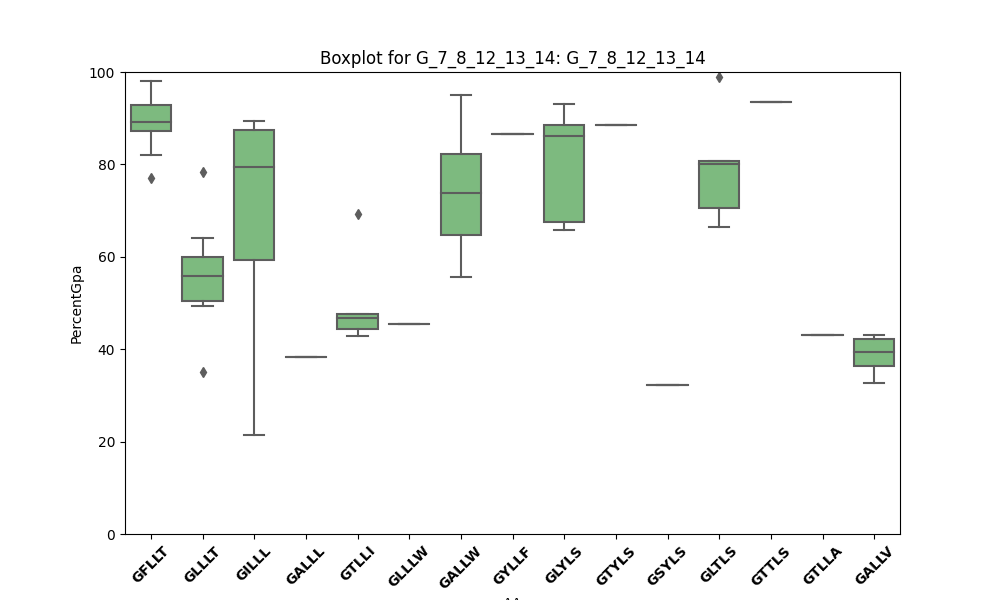 Boxplot for G_7_8_12_13_14: G_7_8_12_13_14
100
80
60
40
20
0
PercentGpa
GFLLT GLLLT GILLL GALLL GTLLI GLLLW GALLW GYLLF GLYLS GTYLS GSYLS GLTLS GTTLS GTLLA GALLV